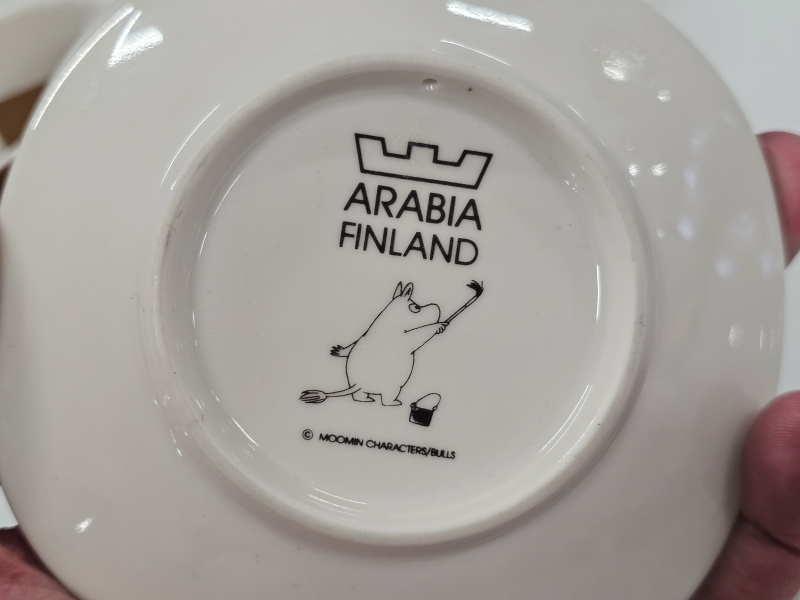 ARABIA
FINLAND
© MOOMIN CHARACTERS/BULLS